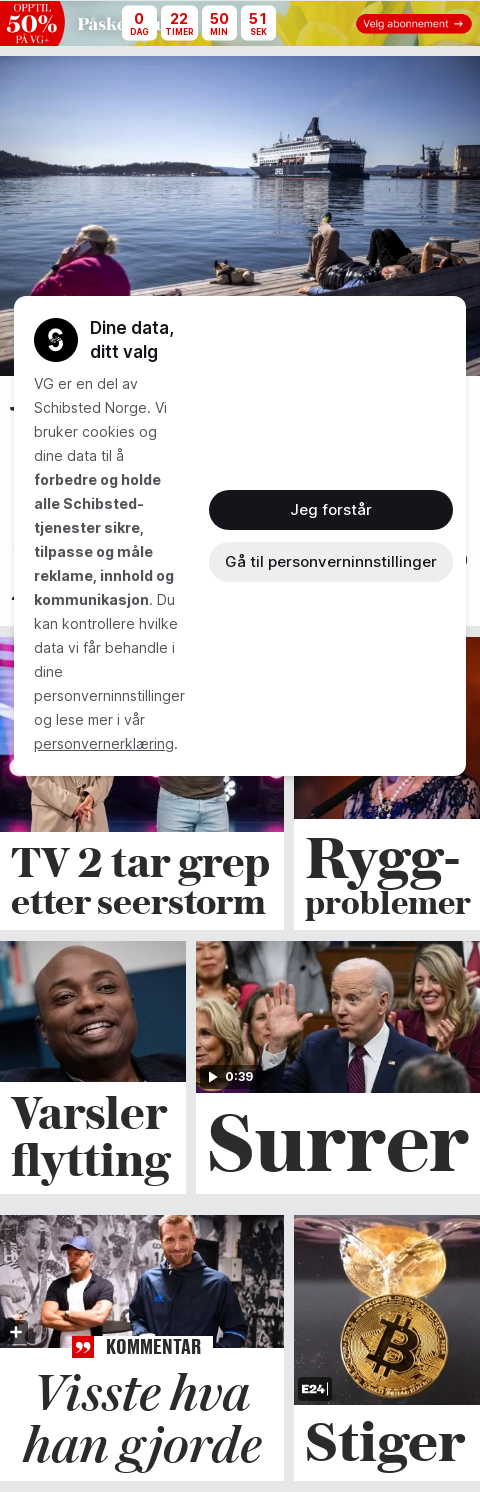 OPPTIL
50%
PÅ VG+
0
DAG
22
TIMER
50
MIN
51
SEK
Velg abonnement →
Dine data,
ditt valg
VG er en del av
Schibsted Norge. Vi
bruker cookies og
dine data til å
forbedre og holde
alle Schibsted-
tjenester sikre,
tilpasse og måle
reklame, innhold og
kommunikasjon. Du
kan kontrollere hvilke
data vi får behandle i
dine
personverninnstillinger
og lese mer i vår
personvernerklæring.
Jeg forstår
Gå til personverninnstillinger
TV 2 tar grep
etter seerstorm
Rygg-
problemer
Varsler
flytting
0:39
Surrer
KOMMENTAR
Visste hva
han gjorde
E24
Stiger